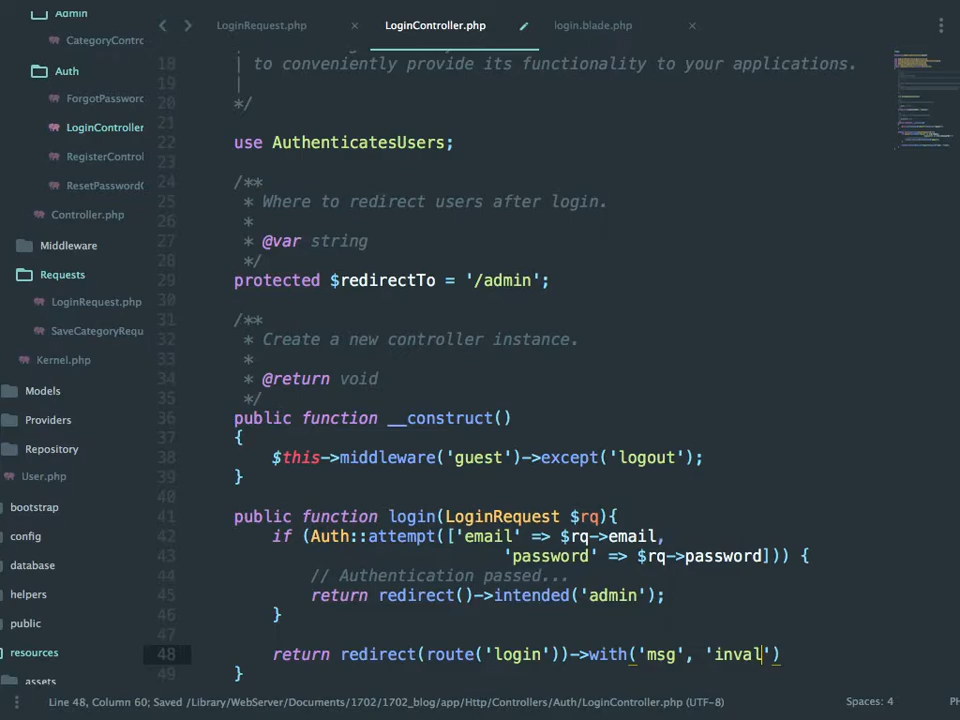 Admin
CategoryContro
Auth
ForgotPassword
LoginController
RegisterControl
ResetPasswordC
Controller.php
Middleware
Requests
LoginRequest.php
SaveCategoryRequ
Kernel.php
Models
Providers
Repository
User.php
bootstrap
config
database
helpers
public
resources
assets
LoginRequest.php
LoginController.php
login.blade.php
18 | to conveniently provide its functionality to your applications.
19 |
20 */
21
22 use AuthenticatesUsers;
23
24 /**
25 * Where to redirect users after login.
26 *
27 * @var string
28 */
29 protected $redirectTo = '/admin';
30
31 /**
32 * Create a new controller instance.
33 *
34 * @return void
35 */
36 public function __construct()
37 {
38 $this->middleware('guest')->except('logout');
39 }
40
41 public function login(LoginRequest $rq){
42 if (Auth::attempt(['email' => $rq->email,
43 'password' => $rq->password])) {
44 // Authentication passed...
45 return redirect()->intended('admin');
46 }
47
48 return redirect(route('login'))->with('msg', 'inval')
49 }
Line 48, Column 60; Saved /Library/WebServer/Documents/1702/1702_blog/app/Http/Controllers/Auth/LoginController.php (UTF-8)
Spaces: 4
PH